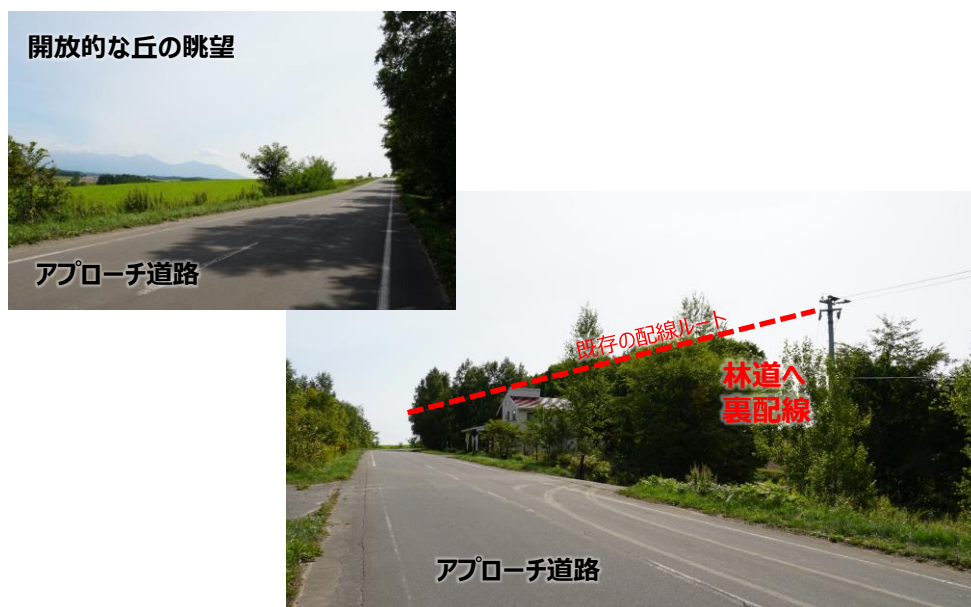 開放的な丘の眺望
アプローチ道路
既存の配線ルート
林道へ
裏配線
アプローチ道路